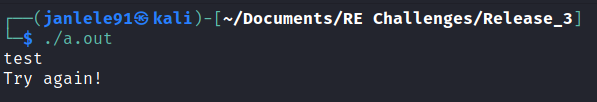 ┌──(janlele91㉿kali)-[~/Documents/RE Challenges/Release_3]
└─$ ./a.out
test
Try again!